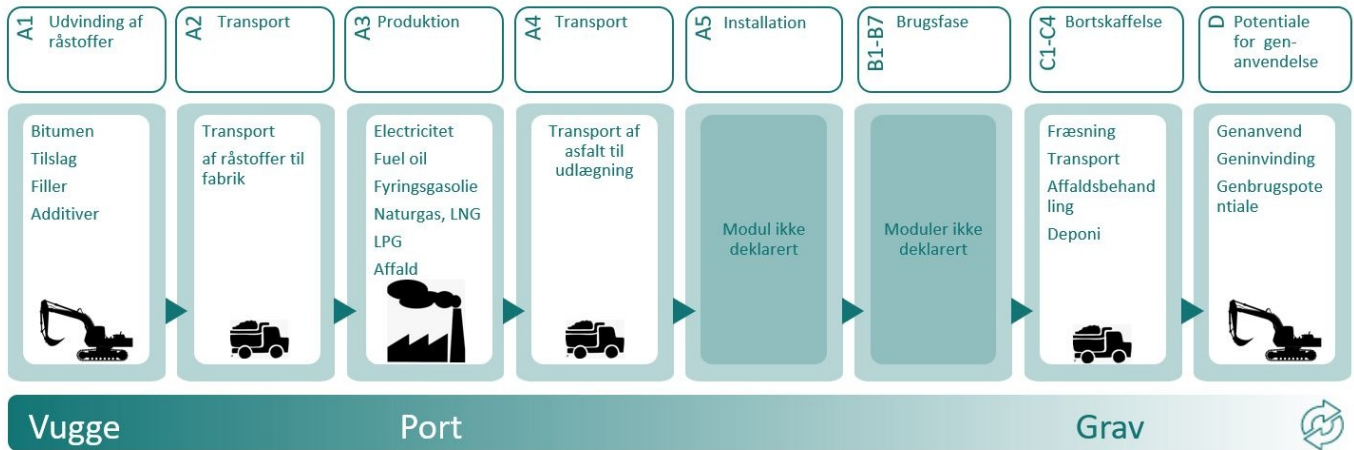 A1 Udvinding af
råstoffer
A2 Transport
A3 Produktion
A4 Transport
A5 Installation
B1-B7 Brugsfase
C1-C4 Bortskaffelse
D Potentiale
for gen-
anvendelse
Bitumen
Tilslag
Filler
Additiver
Transport
af råstoffer til
fabrik
Electricitet
Fuel oil
Fyringsgasolie
Naturgas, LNG
LPG
Affald
Transport af
asfalt til
udlægning
Modul ikke
deklarert
Moduler ikke
deklarert
Fræsning
Transport
Affaldsbehand
ling
Deponi
Genanvend
Geninvinding
Genbrugspote
ntiale
Vugge
Port
Grav